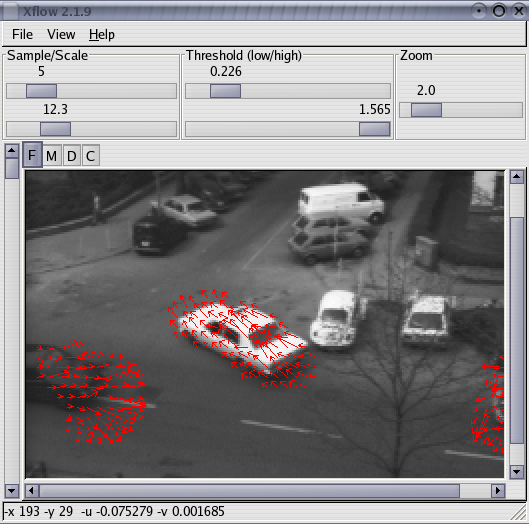 Xflow 2.1.9
File View Help
Sample/Scale
5
12.3
Threshold (low/high)
0.226
1.565
Zoom
2.0
F M D C
-x 193 -y 29 -u -0.075279 -v 0.001685